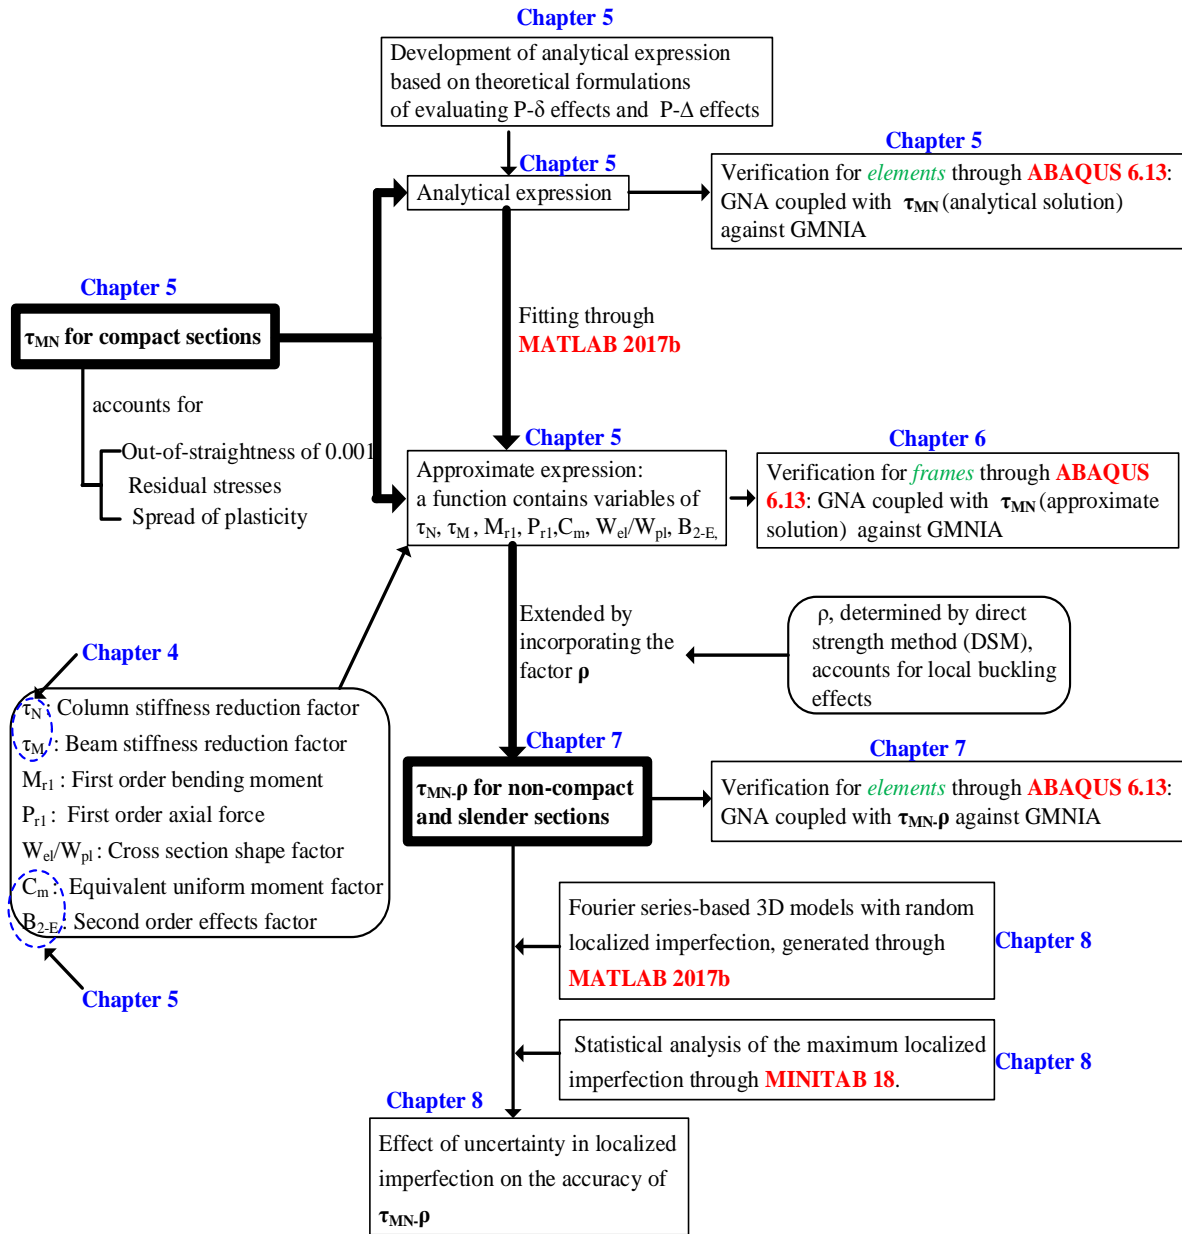 Chapter 5
Development of analytical expression
based on theoretical formulations
of evaluating P-δ effects and P-Δ effects
Chapter 5
Analytical expression
Chapter 5
Verification for elements through ABAQUS 6.13:
GNA coupled with τMN (analytical solution)
against GMNIA
Chapter 5
τMN for compact sections
accounts for
Out-of-straightness of 0.001
Residual stresses
Spread of plasticity
Fitting through
MATLAB 2017b
Chapter 5
Approximate expression:
a function contains variables of
τN, τM , Mr1, Pr1,Cm, Wel/Wpl, B2-E,
Chapter 6
Verification for frames through ABAQUS
6.13: GNA coupled with τMN (approximate
solution) against GMNIA
Extended by
incorporating the
factor ρ
ρ, determined by direct
strength method (DSM),
accounts for local buckling
effects
Chapter 4
τN : Column stiffness reduction factor
τM : Beam stiffness reduction factor
Mr1 : First order bending moment
Pr1 : First order axial force
Wel/Wpl : Cross section shape factor
Cm : Equivalent uniform moment factor
B2-E : Second order effects factor
Chapter 5
Chapter 7
τMN-ρ for non-compact
and slender sections
Chapter 7
Verification for elements through ABAQUS 6.13:
GNA coupled with τMN-ρ against GMNIA
Fourier series-based 3D models with random
localized imperfection, generated through
MATLAB 2017b
Chapter 8
Statistical analysis of the maximum localized
imperfection through MINITAB 18.
Chapter 8
Chapter 8
Effect of uncertainty in localized
imperfection on the accuracy of
τMN-ρ